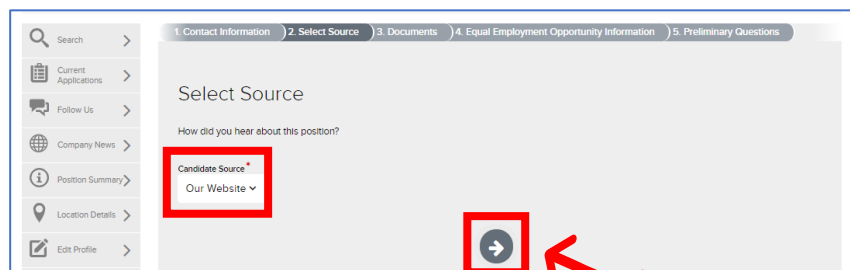 1. Contact Information 2. Select Source 3. Documents 4. Equal Employment Opportunity Information 5. Preliminary Questions
Search
Current
Applications
Follow Us
Company News
Position Summary
Location Details
Edit Profile
Select Source
How did you hear about this position?
Candidate Source *
Our Website